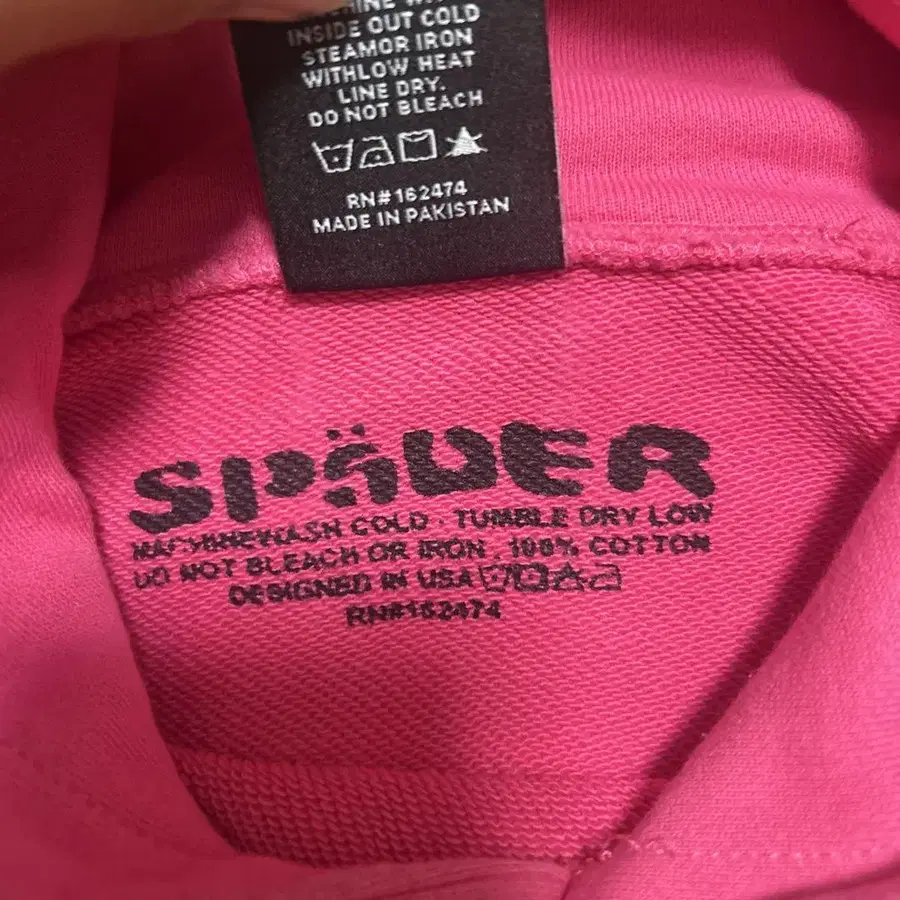 INSIDE OUT COLD
STEAMOR IRON
WITHLOW HEAT
LINE DRY.
DO NOT BLEACH
RN#162474
MADE IN PAKISTAN
SP5DER
MACHINEWASH COLD · TUMBLE DRY LOW
DO NOT BLEACH OR IRON . 100% COTTON
DESIGNED IN USA
RN#162474